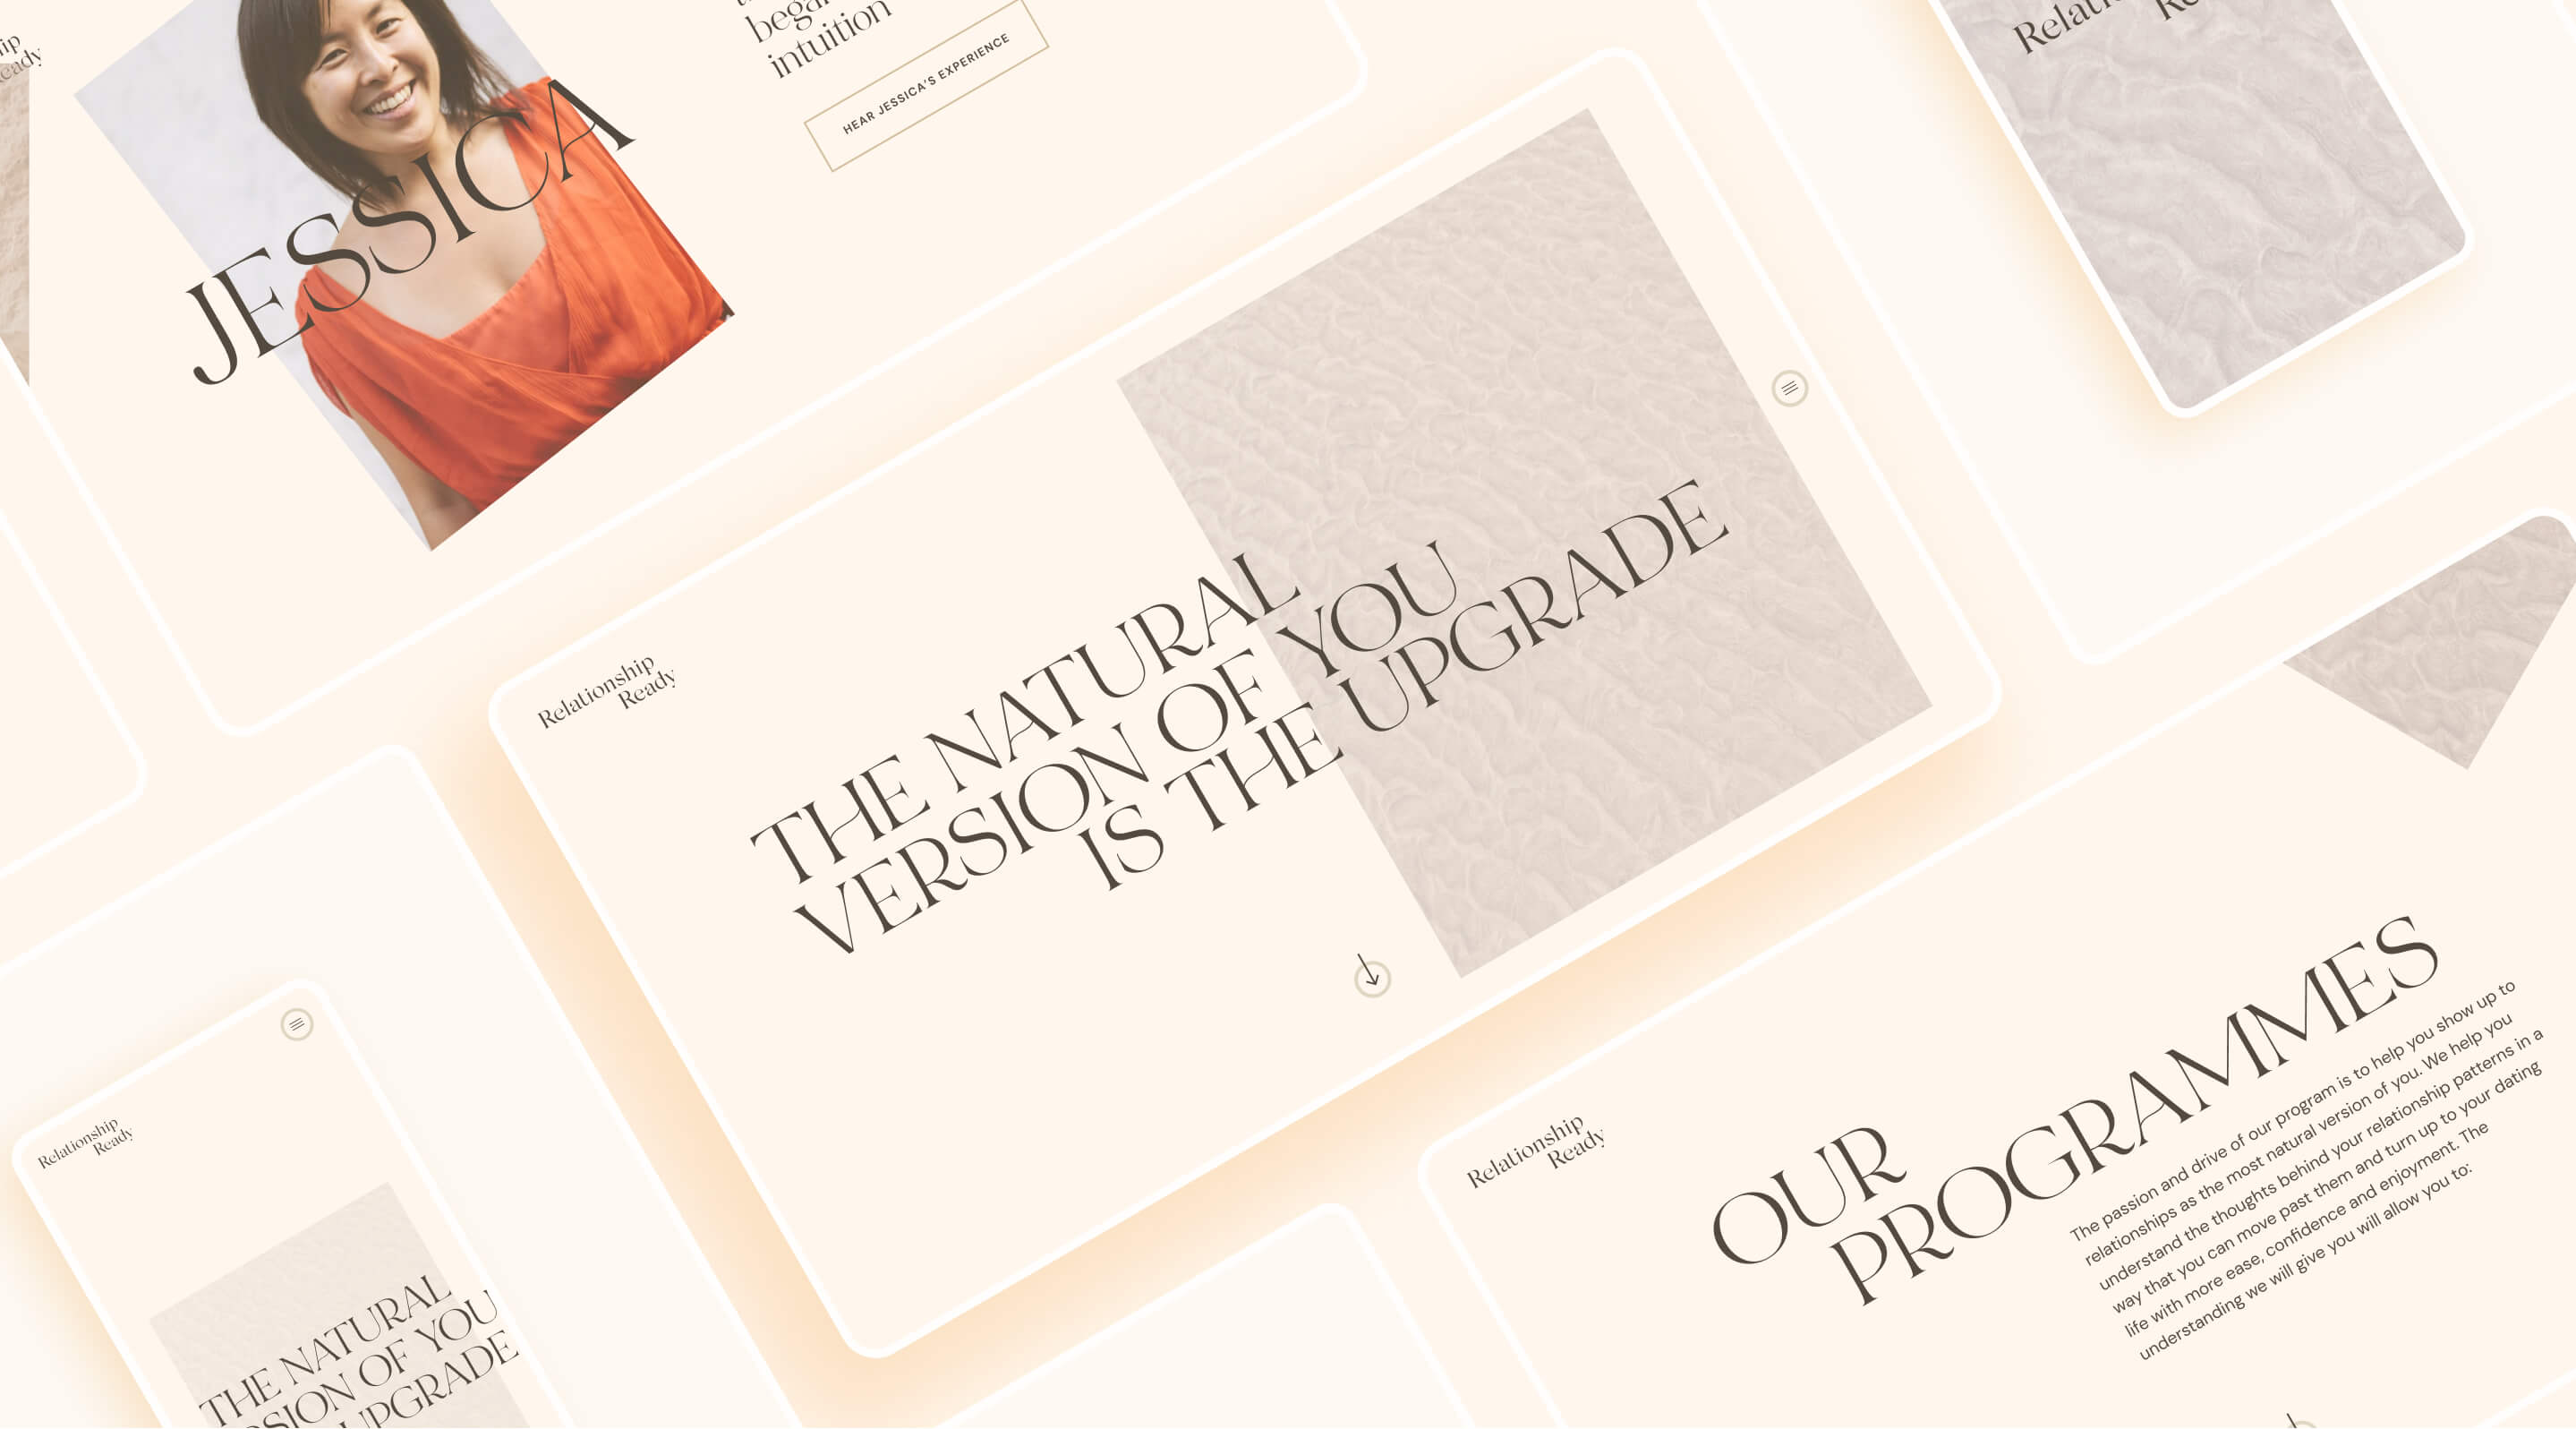 Ready
began
intuition
HEAR JESSICA'S EXPERIENCE
JESSICA
Relationship
Ready
THE NATURAL
VERSION OF YOU
IS THE UPGRADE
Relationship
Ready
THE NATURAL
OF YOU
UPGRADE
Relationship
Ready
OUR
PROGRAMMES
The passion and drive of our program is to help you show up to
relationships as the most natural version of you. We help you
understand the thoughts behind your relationship patterns in a
way that you can move past them and turn up to your dating
life with more ease, confidence and enjoyment. The
understanding we will give you will allow you to: